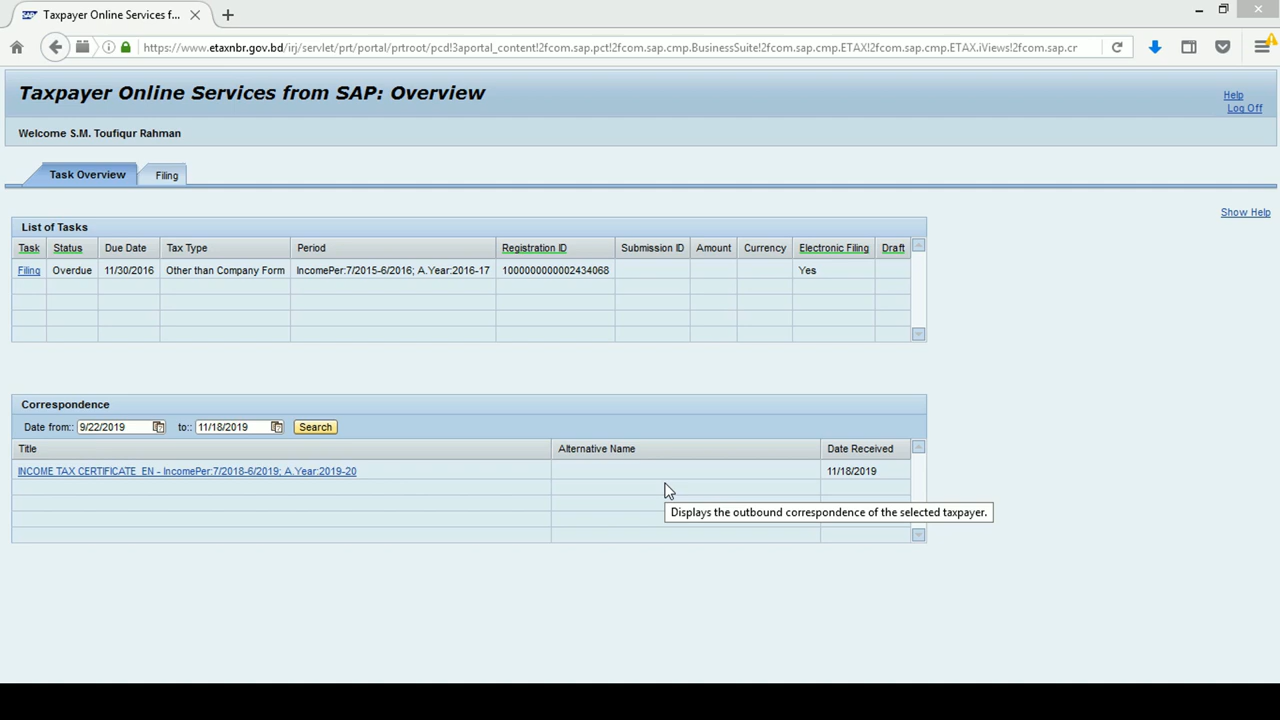 Taxpayer Online Services f...
https://www.etaxnbr.gov.bd/irj/servlet/prt/portal/prtroot/pcd!3aportal_content!2fcom.sap.pct!2fcom.sap.cmp.BusinessSuite!2fcom.sap.cmp.ETAX!2fcom.sap.cmp.ETAX.iViews!2fcom.sap.cr
Taxpayer Online Services from SAP: Overview
Help
Log Off
Welcome S.M. Toufiqur Rahman
Task Overview Filing
Show Help
List of Tasks
Task Status Due Date Tax Type Period Registration ID Submission ID Amount Currency Electronic Filing Draft
Filing Overdue 11/30/2016 Other than Company Form IncomePer:7/2015-6/2016; A.Year:2016-17 1000000000002434068 Yes
Correspondence
Date from:: 9/22/2019 to:: 11/18/2019 Search
Title Alternative Name Date Received
INCOME TAX CERTIFICATE_EN - IncomePer:7/2018-6/2019; A.Year:2019-20 11/18/2019
Displays the outbound correspondence of the selected taxpayer.